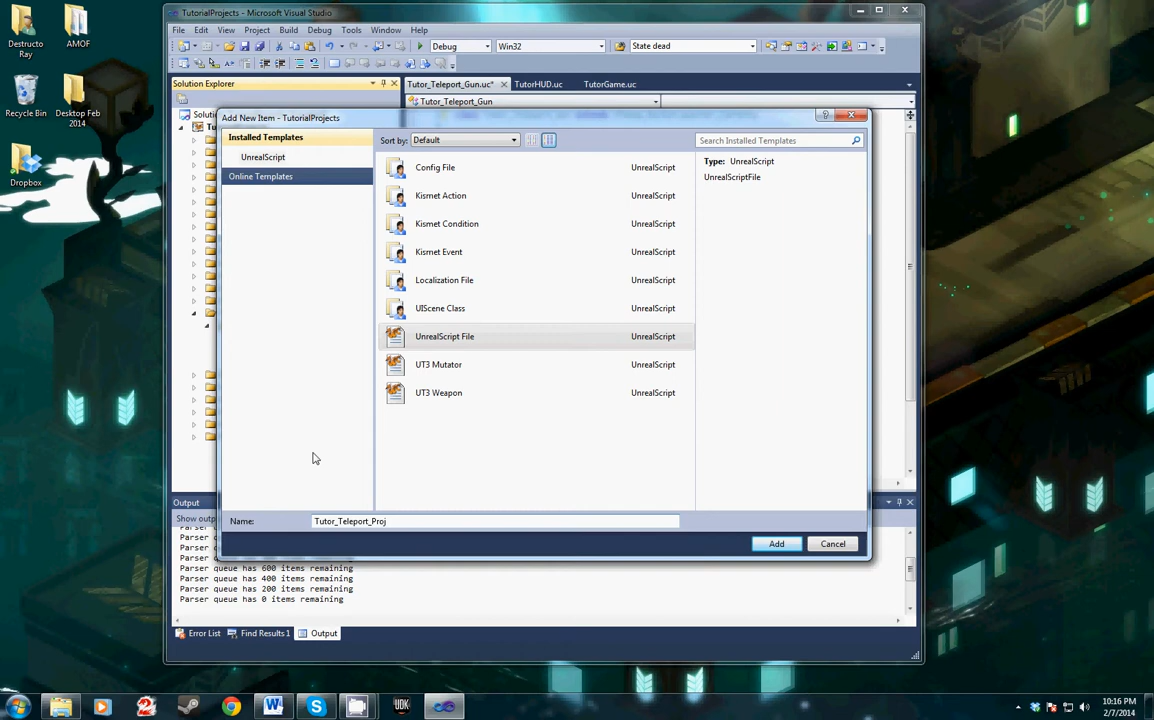 Destructo
Ray
AMOF
Recycle Bin
Desktop Feb
2014
Dropbox
TutorialProjects - Microsoft Visual Studio
File Edit View Project Build Debug Tools Window Help
Debug Win32 State dead
Solution Explorer
Tutor_Teleport_Gun.uc* TutorHUD.uc TutorGame.uc
Tutor_Teleport_Gun
Add New Item - TutorialProjects
Installed Templates
UnrealScript
Online Templates
Sort by: Default
Search Installed Templates
Config File UnrealScript
Kismet Action UnrealScript
Kismet Condition UnrealScript
Kismet Event UnrealScript
Localization File UnrealScript
UIScene Class UnrealScript
UnrealScript File UnrealScript
UT3 Mutator UnrealScript
UT3 Weapon UnrealScript
Type: UnrealScript
UnrealScriptFile
Name: Tutor_Teleport_Proj
Add Cancel
Output
Parser queue has 600 items remaining
Parser queue has 400 items remaining
Parser queue has 200 items remaining
Parser queue has 0 items remaining
Error List Find Results 1 Output
UDK
10:16 PM
2/7/2014